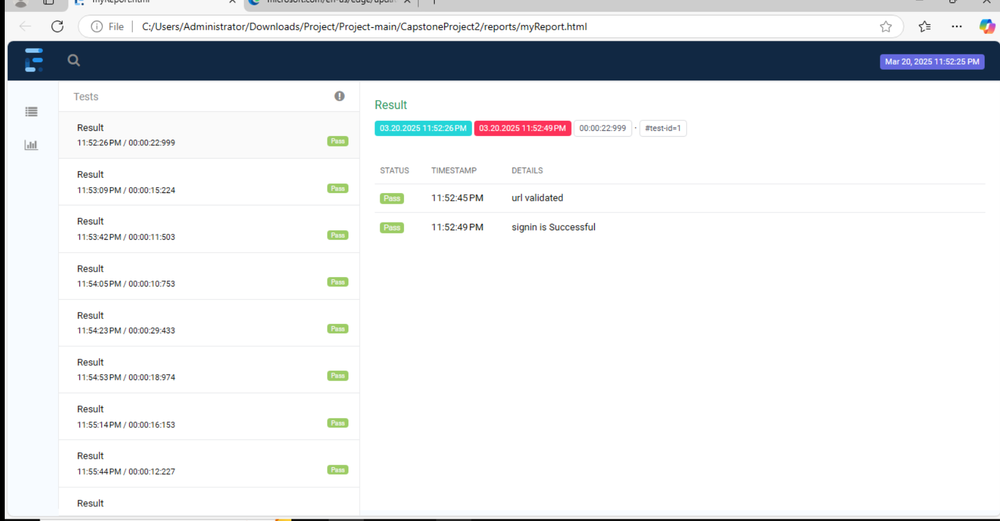 myReport.html
microsoft.com/en-us/edge/updat
File
C:/Users/Administrator/Downloads/Project/Project-main/CapstoneProject2/reports/myReport.html
Mar 20, 2025 11:52:25 PM
Tests
Result
11:52:26 PM / 00:00:22:999
Pass
Result
11:53:09 PM / 00:00:15:224
Pass
Result
11:53:42 PM / 00:00:11:503
Pass
Result
11:54:05 PM / 00:00:10:753
Pass
Result
11:54:23 PM / 00:00:29:433
Pass
Result
11:54:53 PM / 00:00:18:974
Pass
Result
11:55:14 PM / 00:00:16:153
Pass
Result
11:55:44 PM / 00:00:12:227
Pass
Result
Result
03.20.2025 11:52:26 PM 03.20.2025 11:52:49 PM 00:00:22:999 · #test-id=1
STATUS TIMESTAMP DETAILS
Pass 11:52:45 PM url validated
Pass 11:52:49 PM signin is Successful